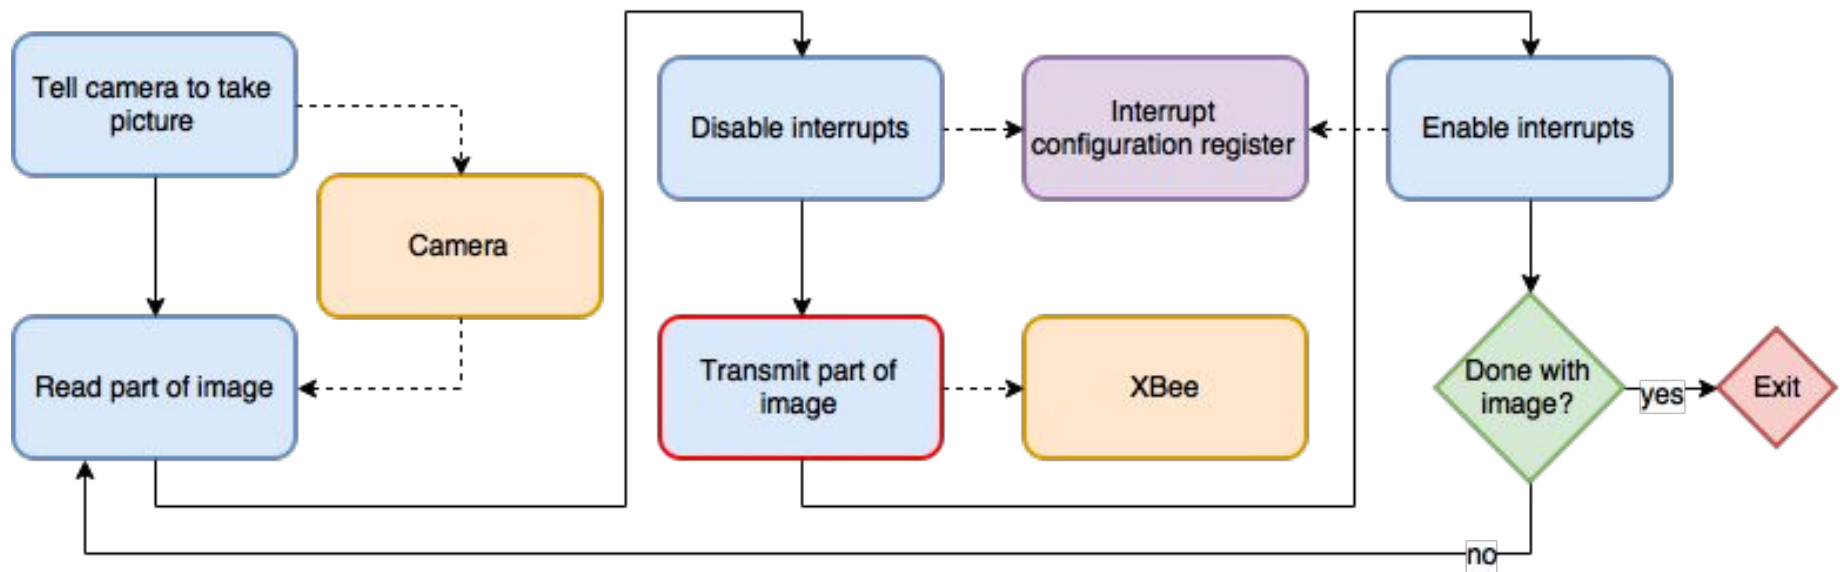 Tell camera to take
picture
Camera
Read part of image
Disable interrupts
Interrupt
configuration register
Transmit part of
image
XBee
Enable interrupts
Done with
image?
yes
Exit
no